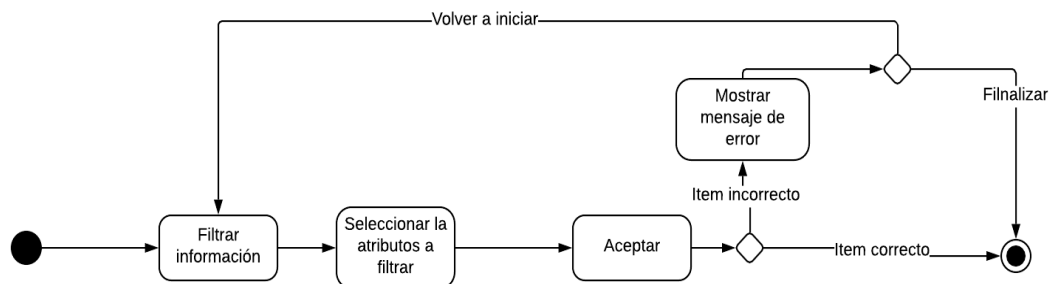 Volver a iniciar
Mostrar
mensaje de
error
Filnalizar
Item incorrecto
Filtrar
información
Seleccionar la
atributos a
filtrar
Aceptar
Item correcto